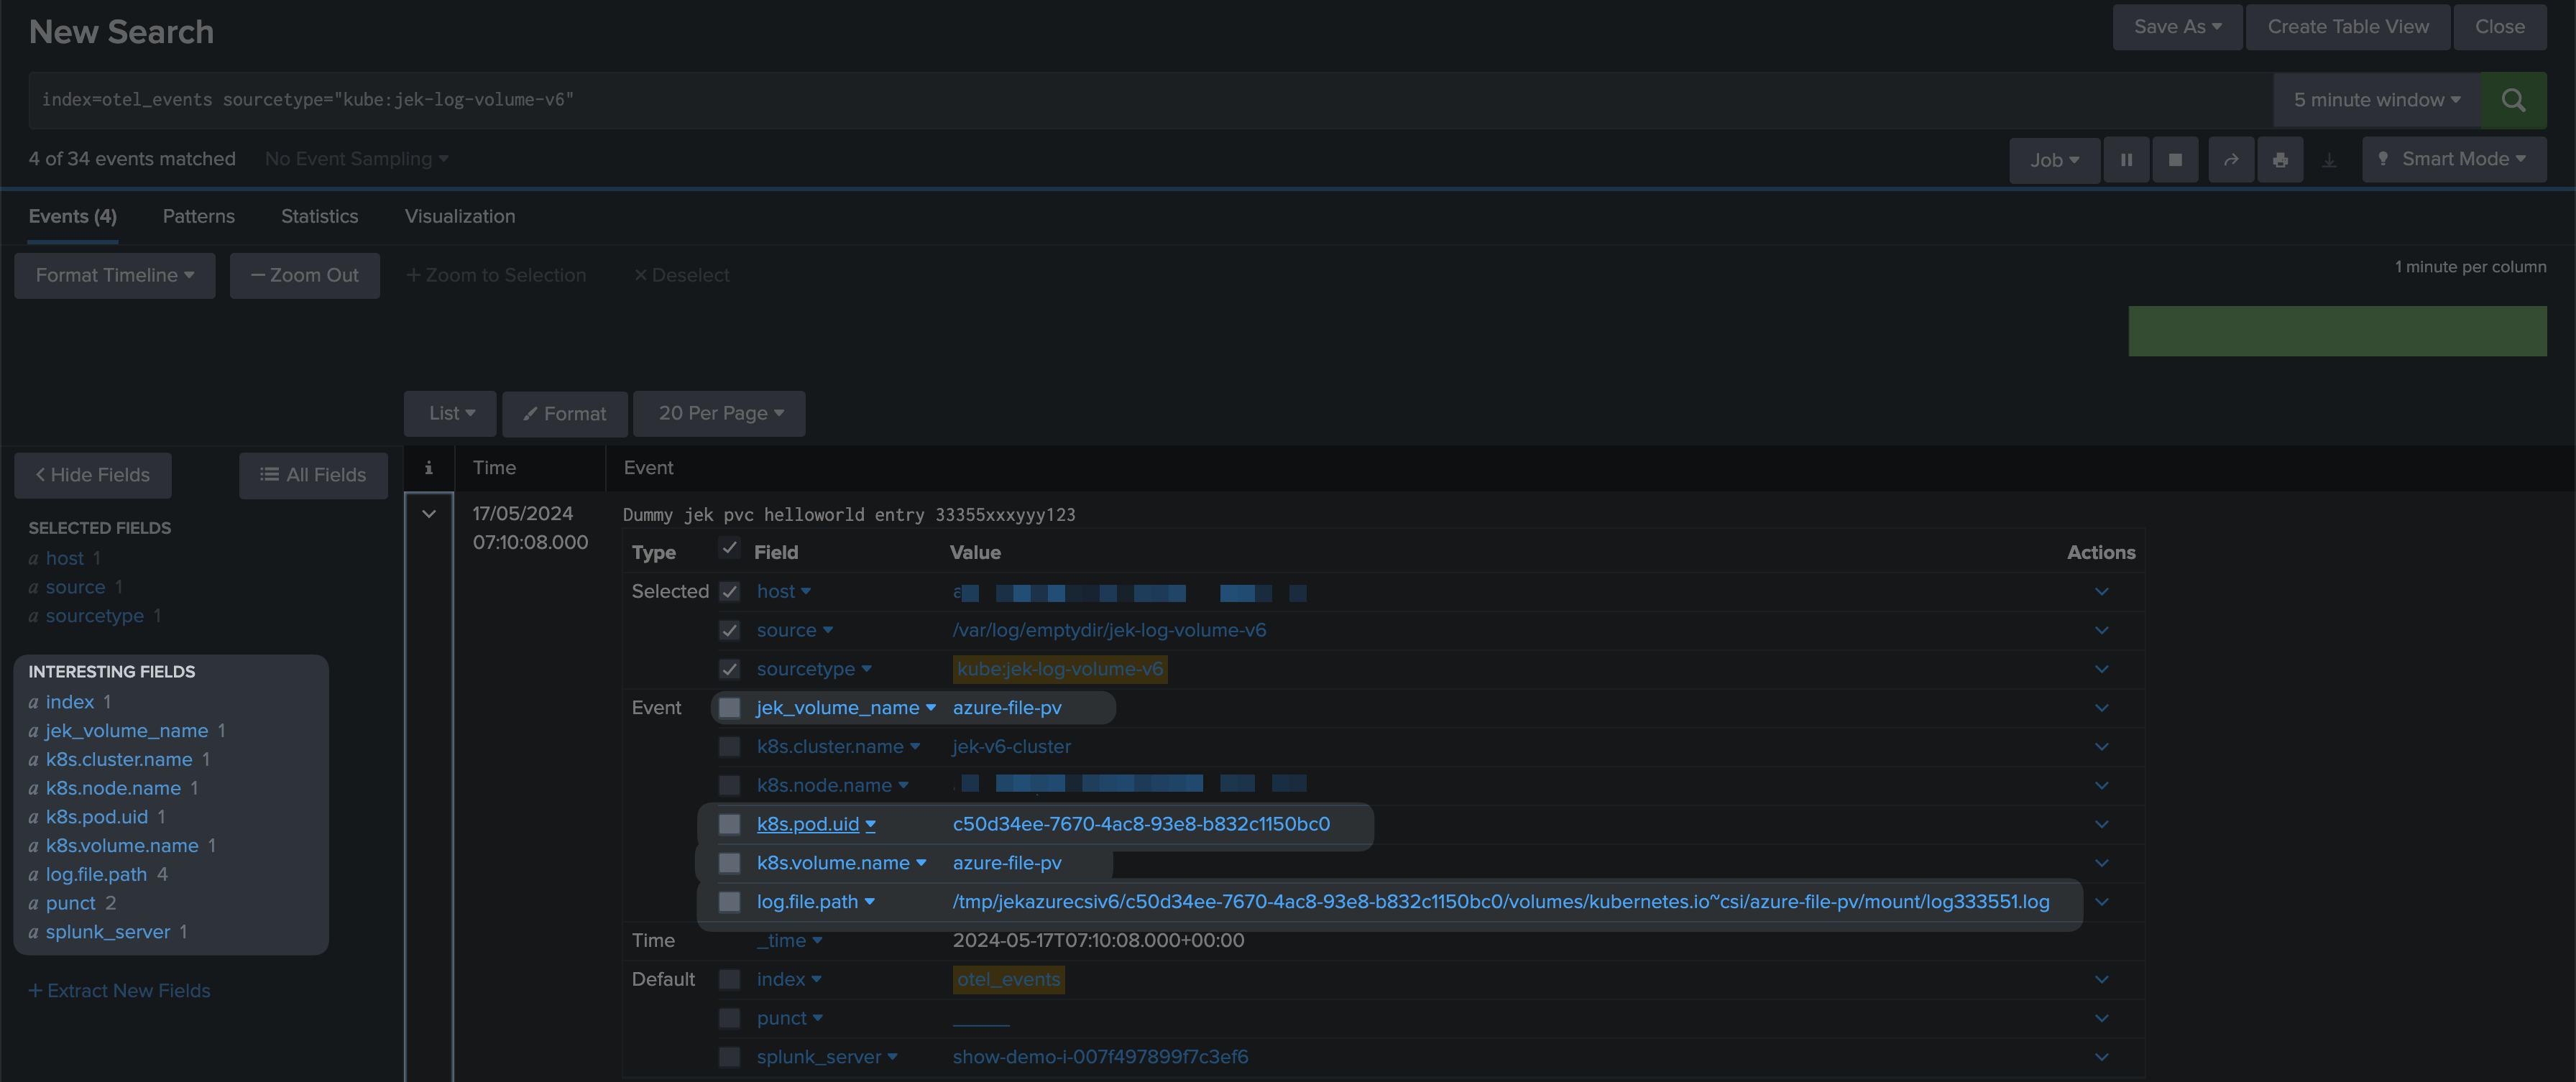 New Search
Save As
Create Table View
Close
index=otel_events sourcetype="kube:jek-log-volume-v6"
5 minute window
4 of 34 events matched
No Event Sampling
Job
Smart Mode
Events (4)
Patterns
Statistics
Visualization
Format Timeline
— Zoom Out
+ Zoom to Selection
× Deselect
1 minute per column
List
Format
20 Per Page
< Hide Fields
All Fields
i
Time
Event
SELECTED FIELDS
a host 1
a source 1
a sourcetype 1
INTERESTING FIELDS
a index 1
a jek_volume_name 1
a k8s.cluster.name 1
a k8s.node.name 1
a k8s.pod.uid 1
a k8s.volume.name 1
a log.file.path 4
a punct 2
a splunk_server 1
+ Extract New Fields
17/05/2024
07:10:08.000
Dummy jek pvc helloworld entry 33355xxxyyy123
Type
Field
Value
Actions
Selected
host
source
/var/log/emptydir/jek-log-volume-v6
sourcetype
kube:jek-log-volume-v6
Event
jek_volume_name
azure-file-pv
k8s.cluster.name
jek-v6-cluster
k8s.node.name
k8s.pod.uid
c50d34ee-7670-4ac8-93e8-b832c1150bc0
k8s.volume.name
azure-file-pv
log.file.path
/tmp/jekazurecsiv6/c50d34ee-7670-4ac8-93e8-b832c1150bc0/volumes/kubernetes.io~csi/azure-file-pv/mount/log333551.log
Time
_time
2024-05-17T07:10:08.000+00:00
Default
index
otel_events
punct
______
splunk_server
show-demo-i-007f497899f7c3ef6